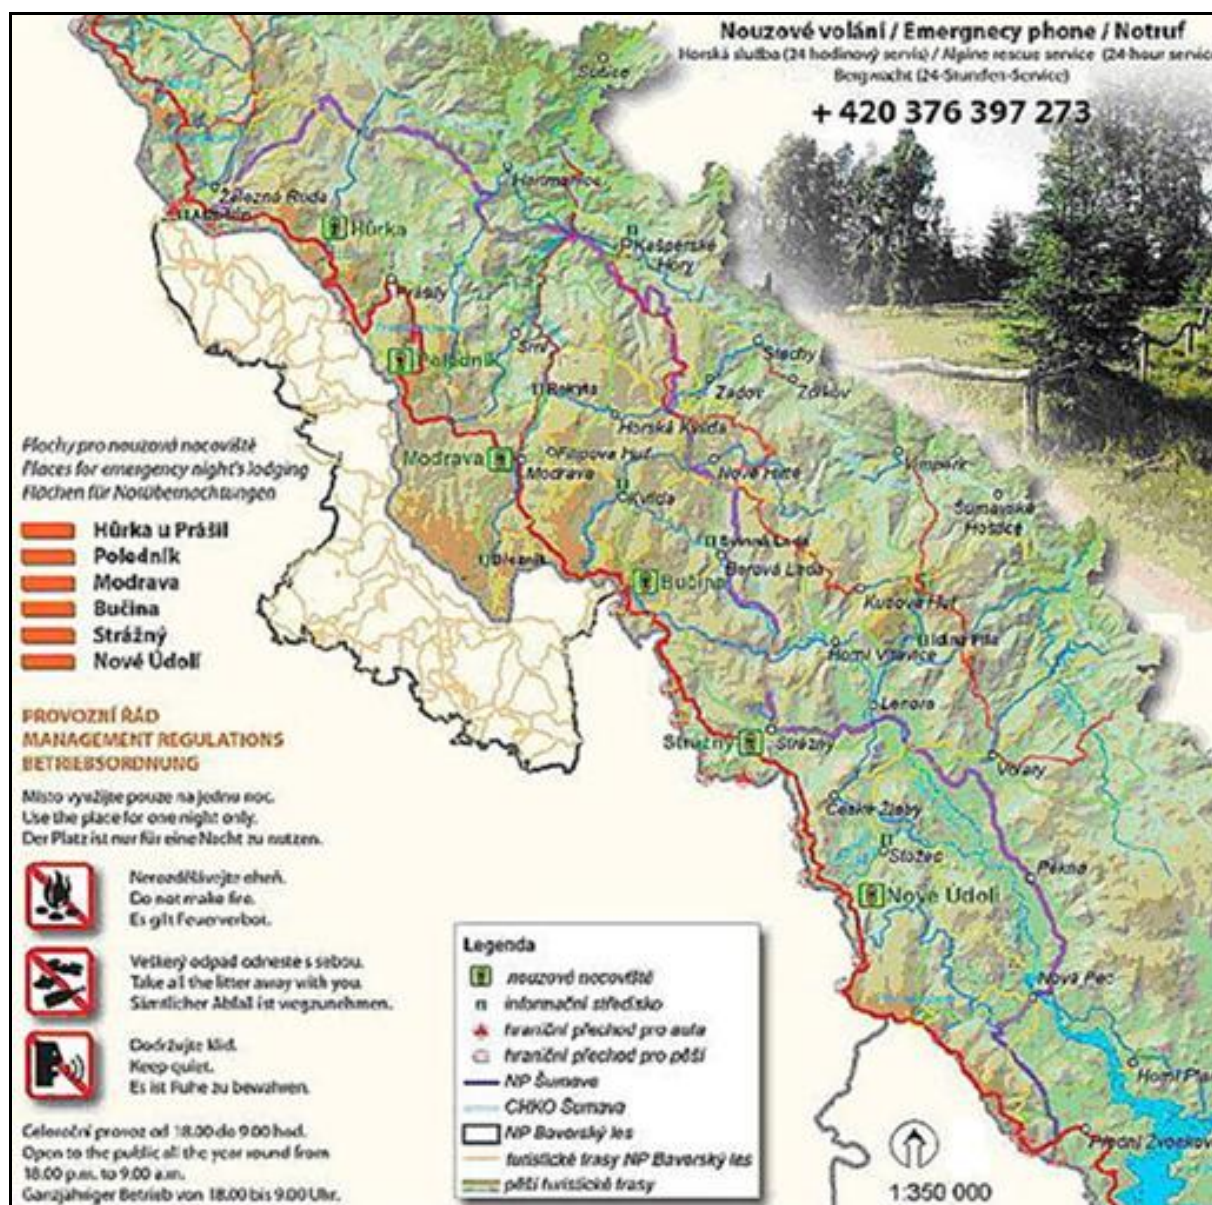 Nouzové volání / Emergnecy phone / Notruf
Horská služba (24 hodinový servis) / Alpine rescue service (24-hour service
Bergwacht (24-Stunden-Service)
+ 420 376 397 273
Sušice
Hartmanice
Železná Ruda
Hůrka
Kašperské
Hory
Prášily
Poledník
Srní
Stachy
Rokyta
Zadov
Zdíkov
Horská Kvilda
Plochy pro nouzová nocoviště
Places for emergency night's lodging
Flächen für Notübernachtungen
Modrava
Filipova Huť
Modrava
Nové Hutě
Vimperk
Kvilda
Šumavské
Hoštice
Hůrka u Prášil
Poledník
Modrava
Bučina
Strážný
Nové Údolí
Březník
Svinná Lada
Borová Lada
Bučina
Kubova Huť
Idina Pila
Horní Vltavice
Lenora
PROVOZNÍ ŘÁD
MANAGEMENT REGULATIONS
BETRIEBSORDNUNG
Strážný
Strážný
Volary
Místo využijte pouze na jednu noc.
Use the place for one night only.
Der Platz ist nur für eine Nacht zu nutzen.
České Žleby
Stožec
Pěkná
Nové Údolí
Nerozdělávejte oheň.
Do not make fire.
Es gilt Feuerverbot.
Veškerý odpad odneste s sebou.
Take all the litter away with you.
Sämtlicher Abfall ist wegzunehmen.
Nová Pec
Dodržujte klid.
Keep quiet.
Es ist Ruhe zu bewahren.
Horní Pla
Přední Zvonkov
Celoroční provoz od 18.00 do 9.00 hod.
Open to the public all the year round from
18.00 p.m. to 9.00 a.m.
Ganzjähriger Betrieb von 18.00 bis 9.00 Uhr.
Legenda
nouzové nocoviště
informační středisko
hraniční přechod pro auta
hraniční přechod pro pěší
NP Šumava
CHKO Šumava
NP Bavorský les
turistické trasy NP Bavorský les
pěší turistické trasy
1:350 000